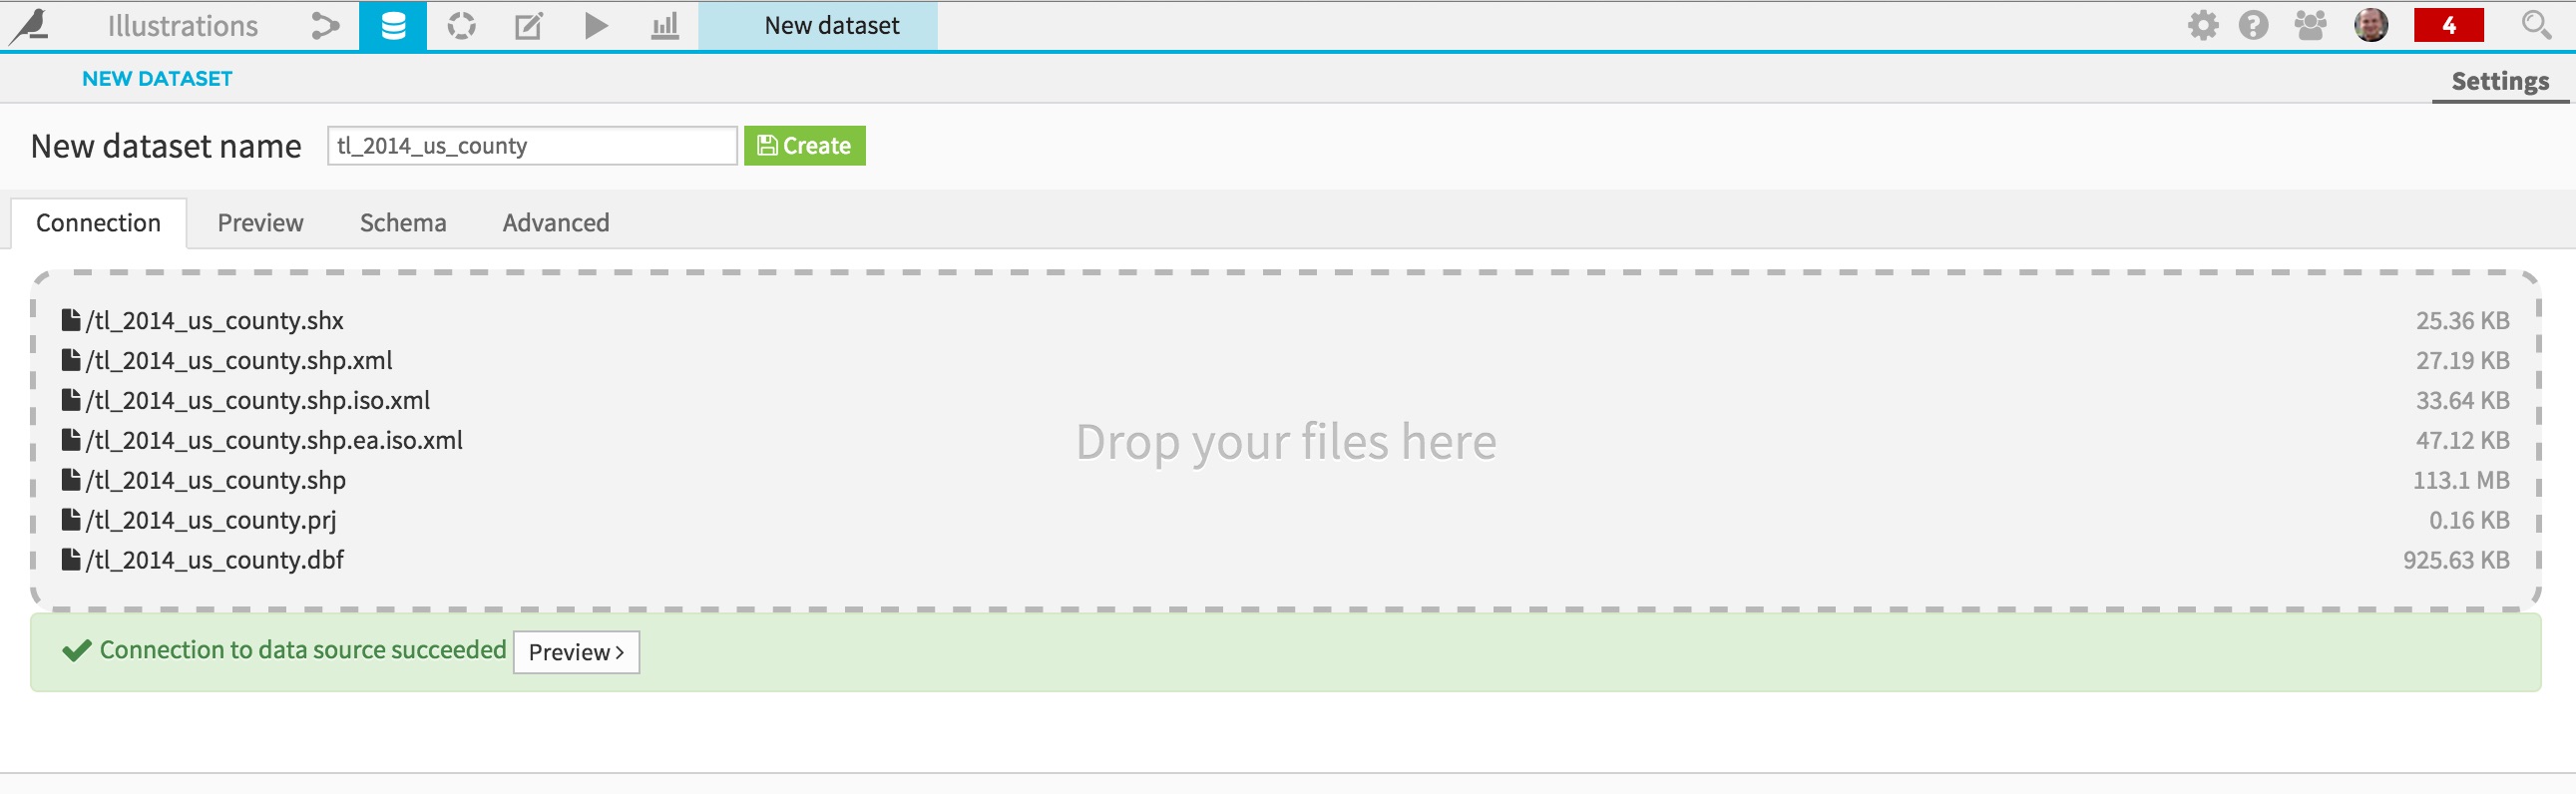 Illustrations New dataset 4
NEW DATASET Settings
New dataset name tl_2014_us_county Create
Connection Preview Schema Advanced
/tl_2014_us_county.shx 25.36 KB
/tl_2014_us_county.shp.xml 27.19 KB
/tl_2014_us_county.shp.iso.xml 33.64 KB
/tl_2014_us_county.shp.ea.iso.xml 47.12 KB
Drop your files here
/tl_2014_us_county.shp 113.1 MB
/tl_2014_us_county.prj 0.16 KB
/tl_2014_us_county.dbf 925.63 KB
Connection to data source succeeded Preview >